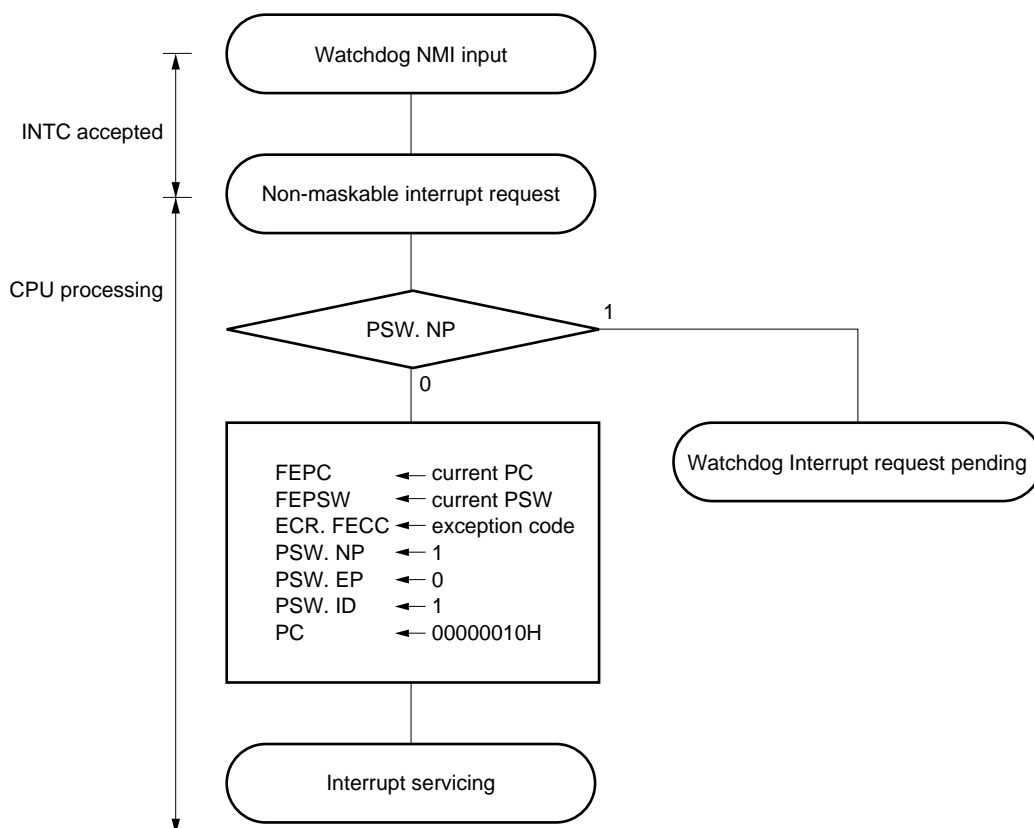 Watchdog NMI input
INTC accepted
Non-maskable interrupt request
CPU processing
PSW. NP
1
0
Watchdog Interrupt request pending
FEPC ← current PC
FEPSW ← current PSW
ECR. FECC ← exception code
PSW. NP ← 1
PSW. EP ← 0
PSW. ID ← 1
PC ← 00000010H
Interrupt servicing